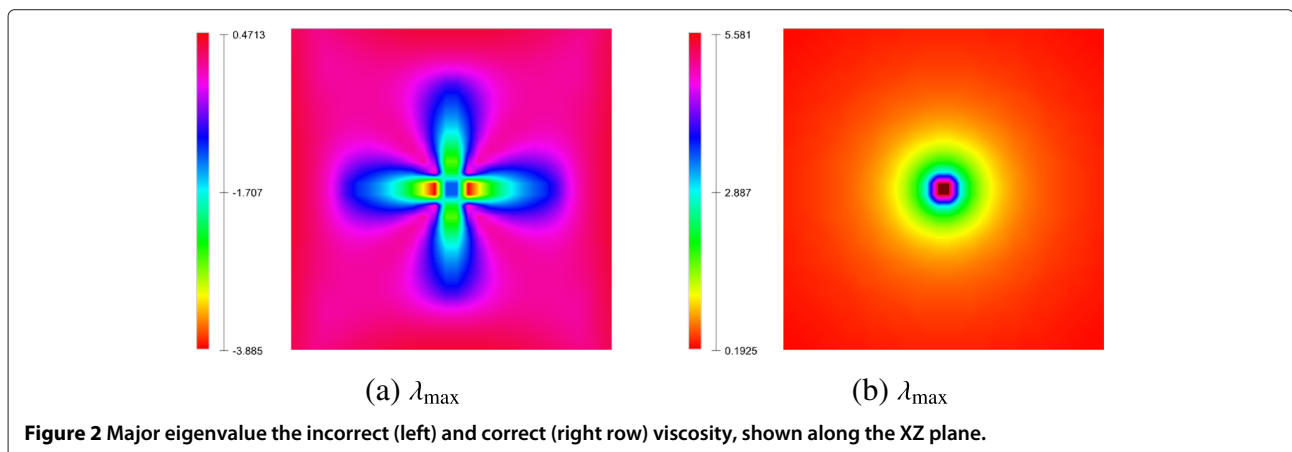 0.4713
-1.707
-3.885
5.581
2.887
0.1925
(a) λmax
(b) λmax
Figure 2 Major eigenvalue the incorrect (left) and correct (right row) viscosity, shown along the XZ plane.